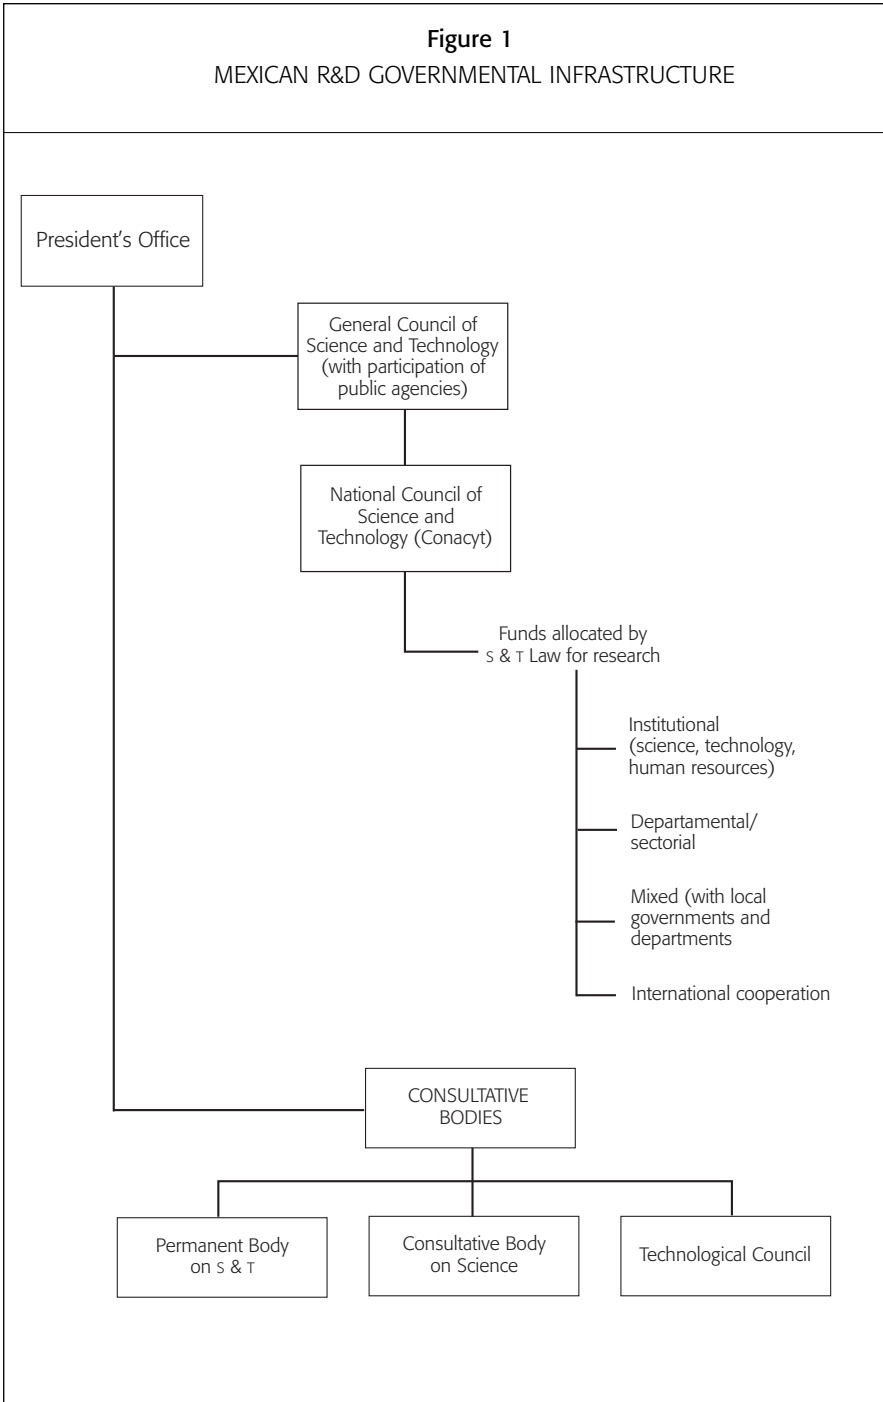 Figure 1
MEXICAN R&D GOVERNMENTAL INFRASTRUCTURE
President's Office
General Council of
Science and Technology
(with participation of
public agencies)
National Council of
Science and
Technology (Conacyt)
Funds allocated by
S & T Law for research
Institutional
(science, technology,
human resources)
Departamental/
sectorial
Mixed (with local
governments and
departments
International cooperation
CONSULTATIVE
BODIES
Permanent Body
on S & T
Consultative Body
on Science
Technological Council